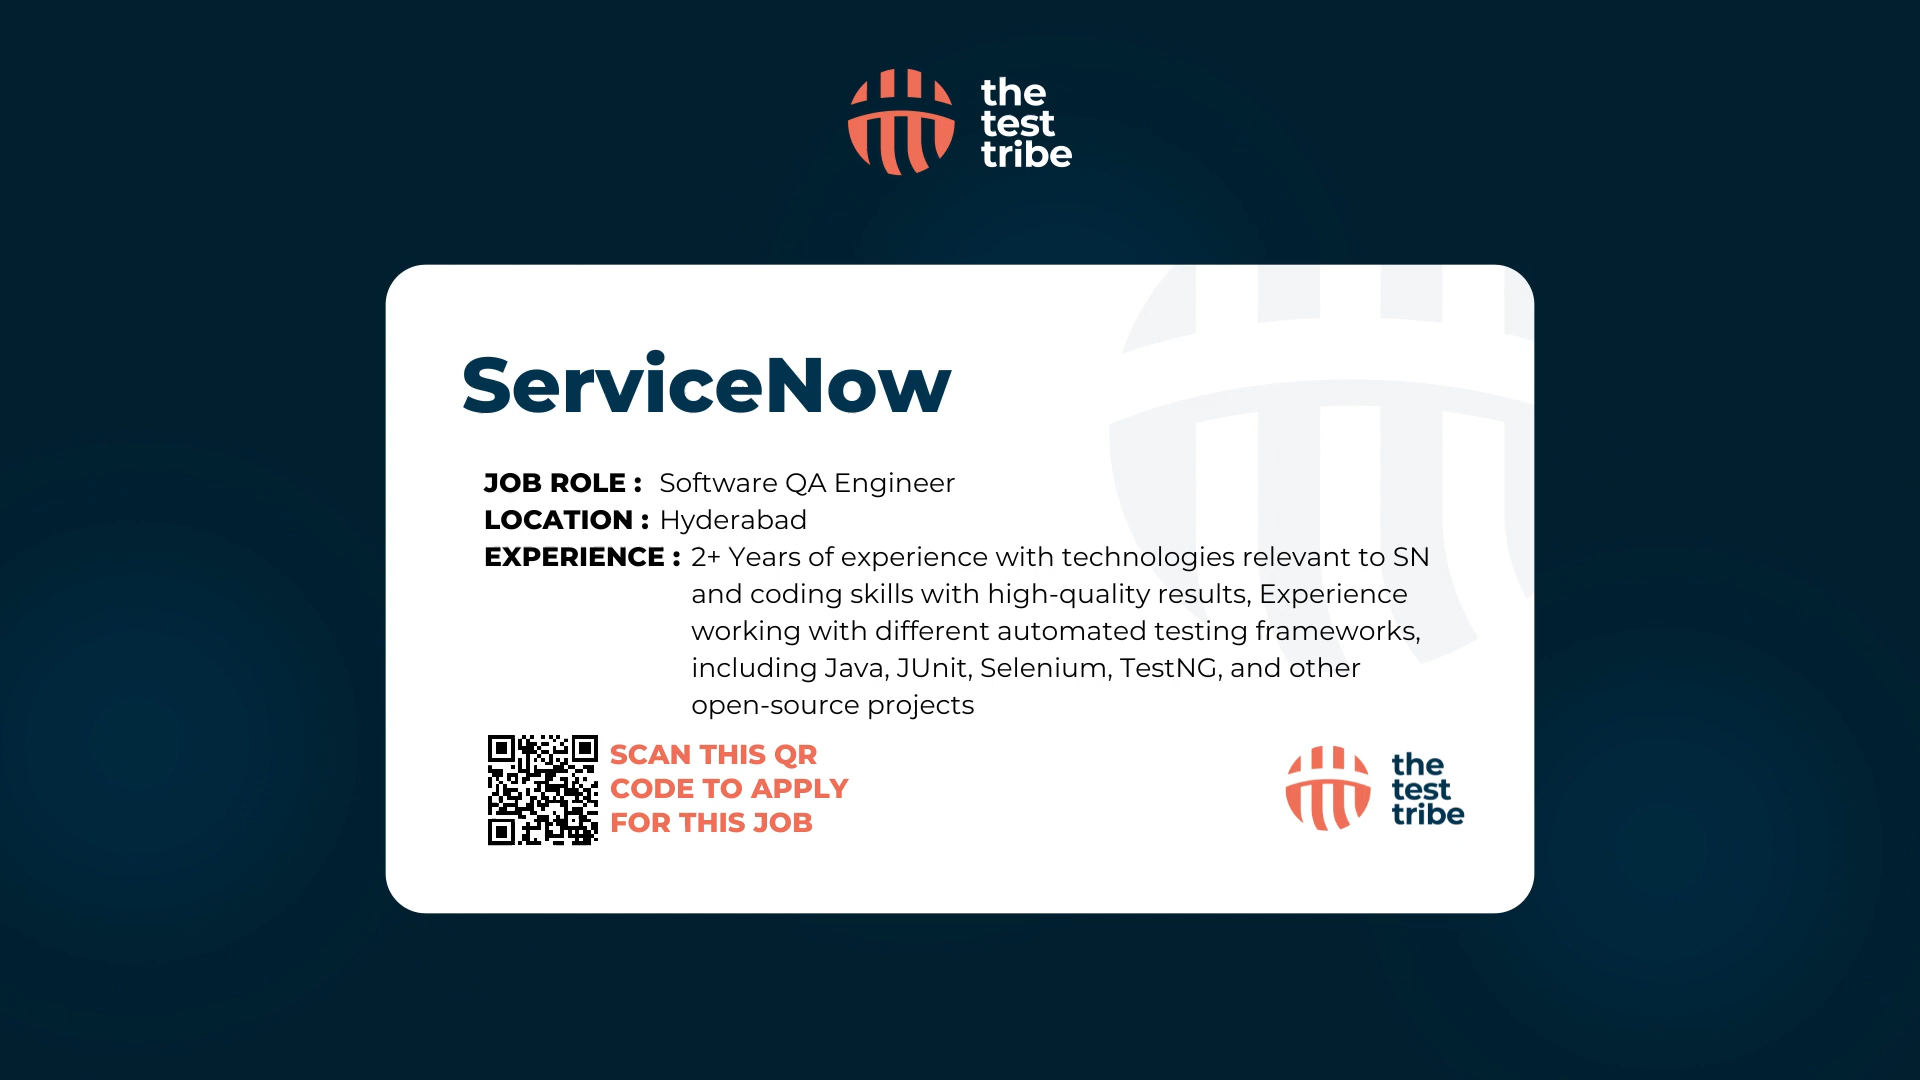 the
test
tribe
ServiceNow
JOB ROLE : Software QA Engineer
LOCATION : Hyderabad
EXPERIENCE : 2+ Years of experience with technologies relevant to SN
and coding skills with high-quality results, Experience
working with different automated testing frameworks,
including Java, JUnit, Selenium, TestNG, and other
open-source projects
SCAN THIS QR
CODE TO APPLY
FOR THIS JOB
the
test
tribe